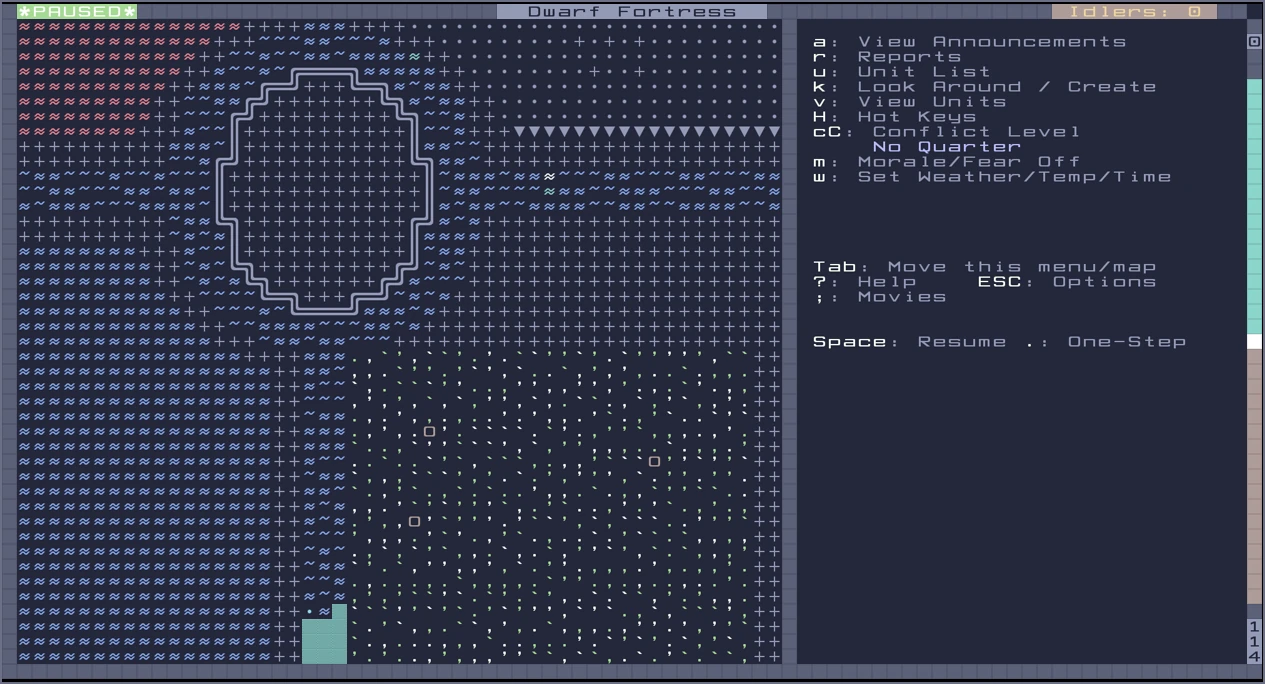 *PAUSED* Dwarf Fortress Idlers: 0
a: View Announcements
r: Reports
u: Unit List
k: Look Around / Create
v: View Units
H: Hot Keys
cC: Conflict Level
No Quarter
m: Morale/Fear Off
w: Set Weather/Temp/Time
Tab: Move this menu/map
?: Help ESC: Options
;: Movies
Space: Resume .: One-Step
0
114